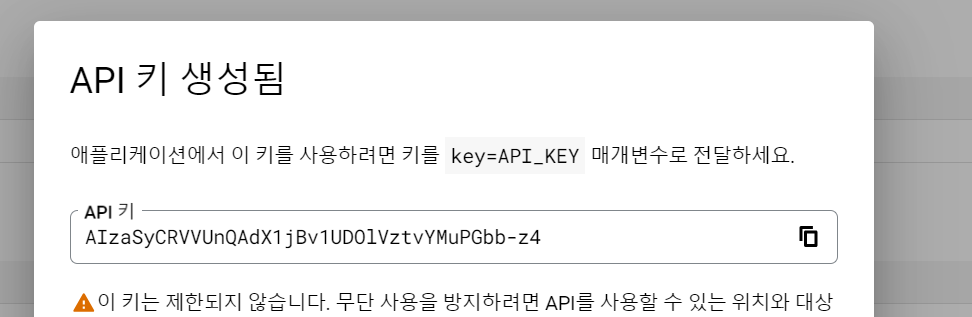 API 키 생성됨
애플리케이션에서 이 키를 사용하려면 키를 key=API_KEY 매개변수로 전달하세요.
API 키
AIzaSyCRVVUnQAdX1jBv1UDOlVztvYMuPGbb-z4
이 키는 제한되지 않습니다. 무단 사용을 방지하려면 API를 사용할 수 있는 위치와 대상